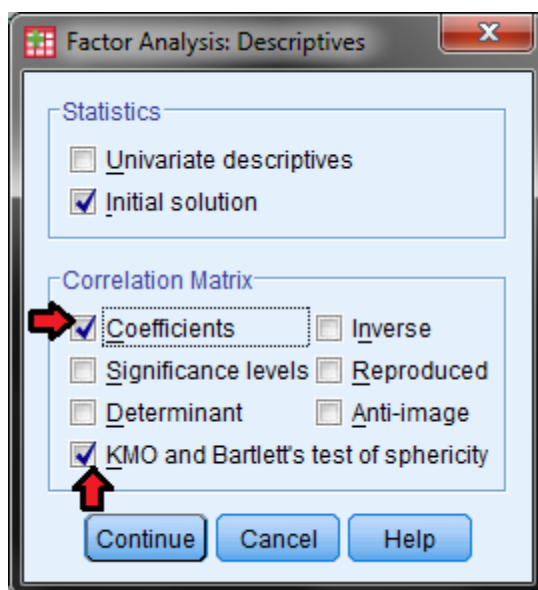 Factor Analysis: Descriptives
Statistics
Univariate descriptives
Initial solution
Correlation Matrix
Coefficients Inverse
Significance levels Reproduced
Determinant Anti-image
KMO and Bartlett's test of sphericity
Continue Cancel Help